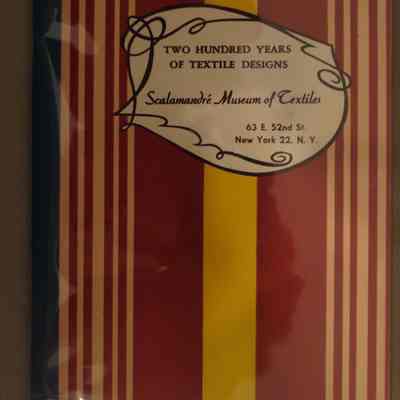 TWO HUNDRED YEARS
OF TEXTILE DESIGNS
Scalamandré Museum of Textiles
63 E. 52nd St.
New York 22, N. Y.